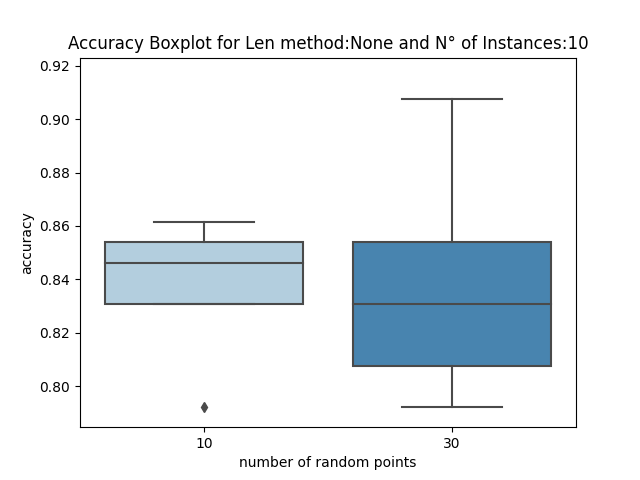 Accuracy Boxplot for Len method:None and N° of Instances:10
0.92
0.90
0.88
0.86
0.84
0.82
0.80
accuracy
10 30
number of random points